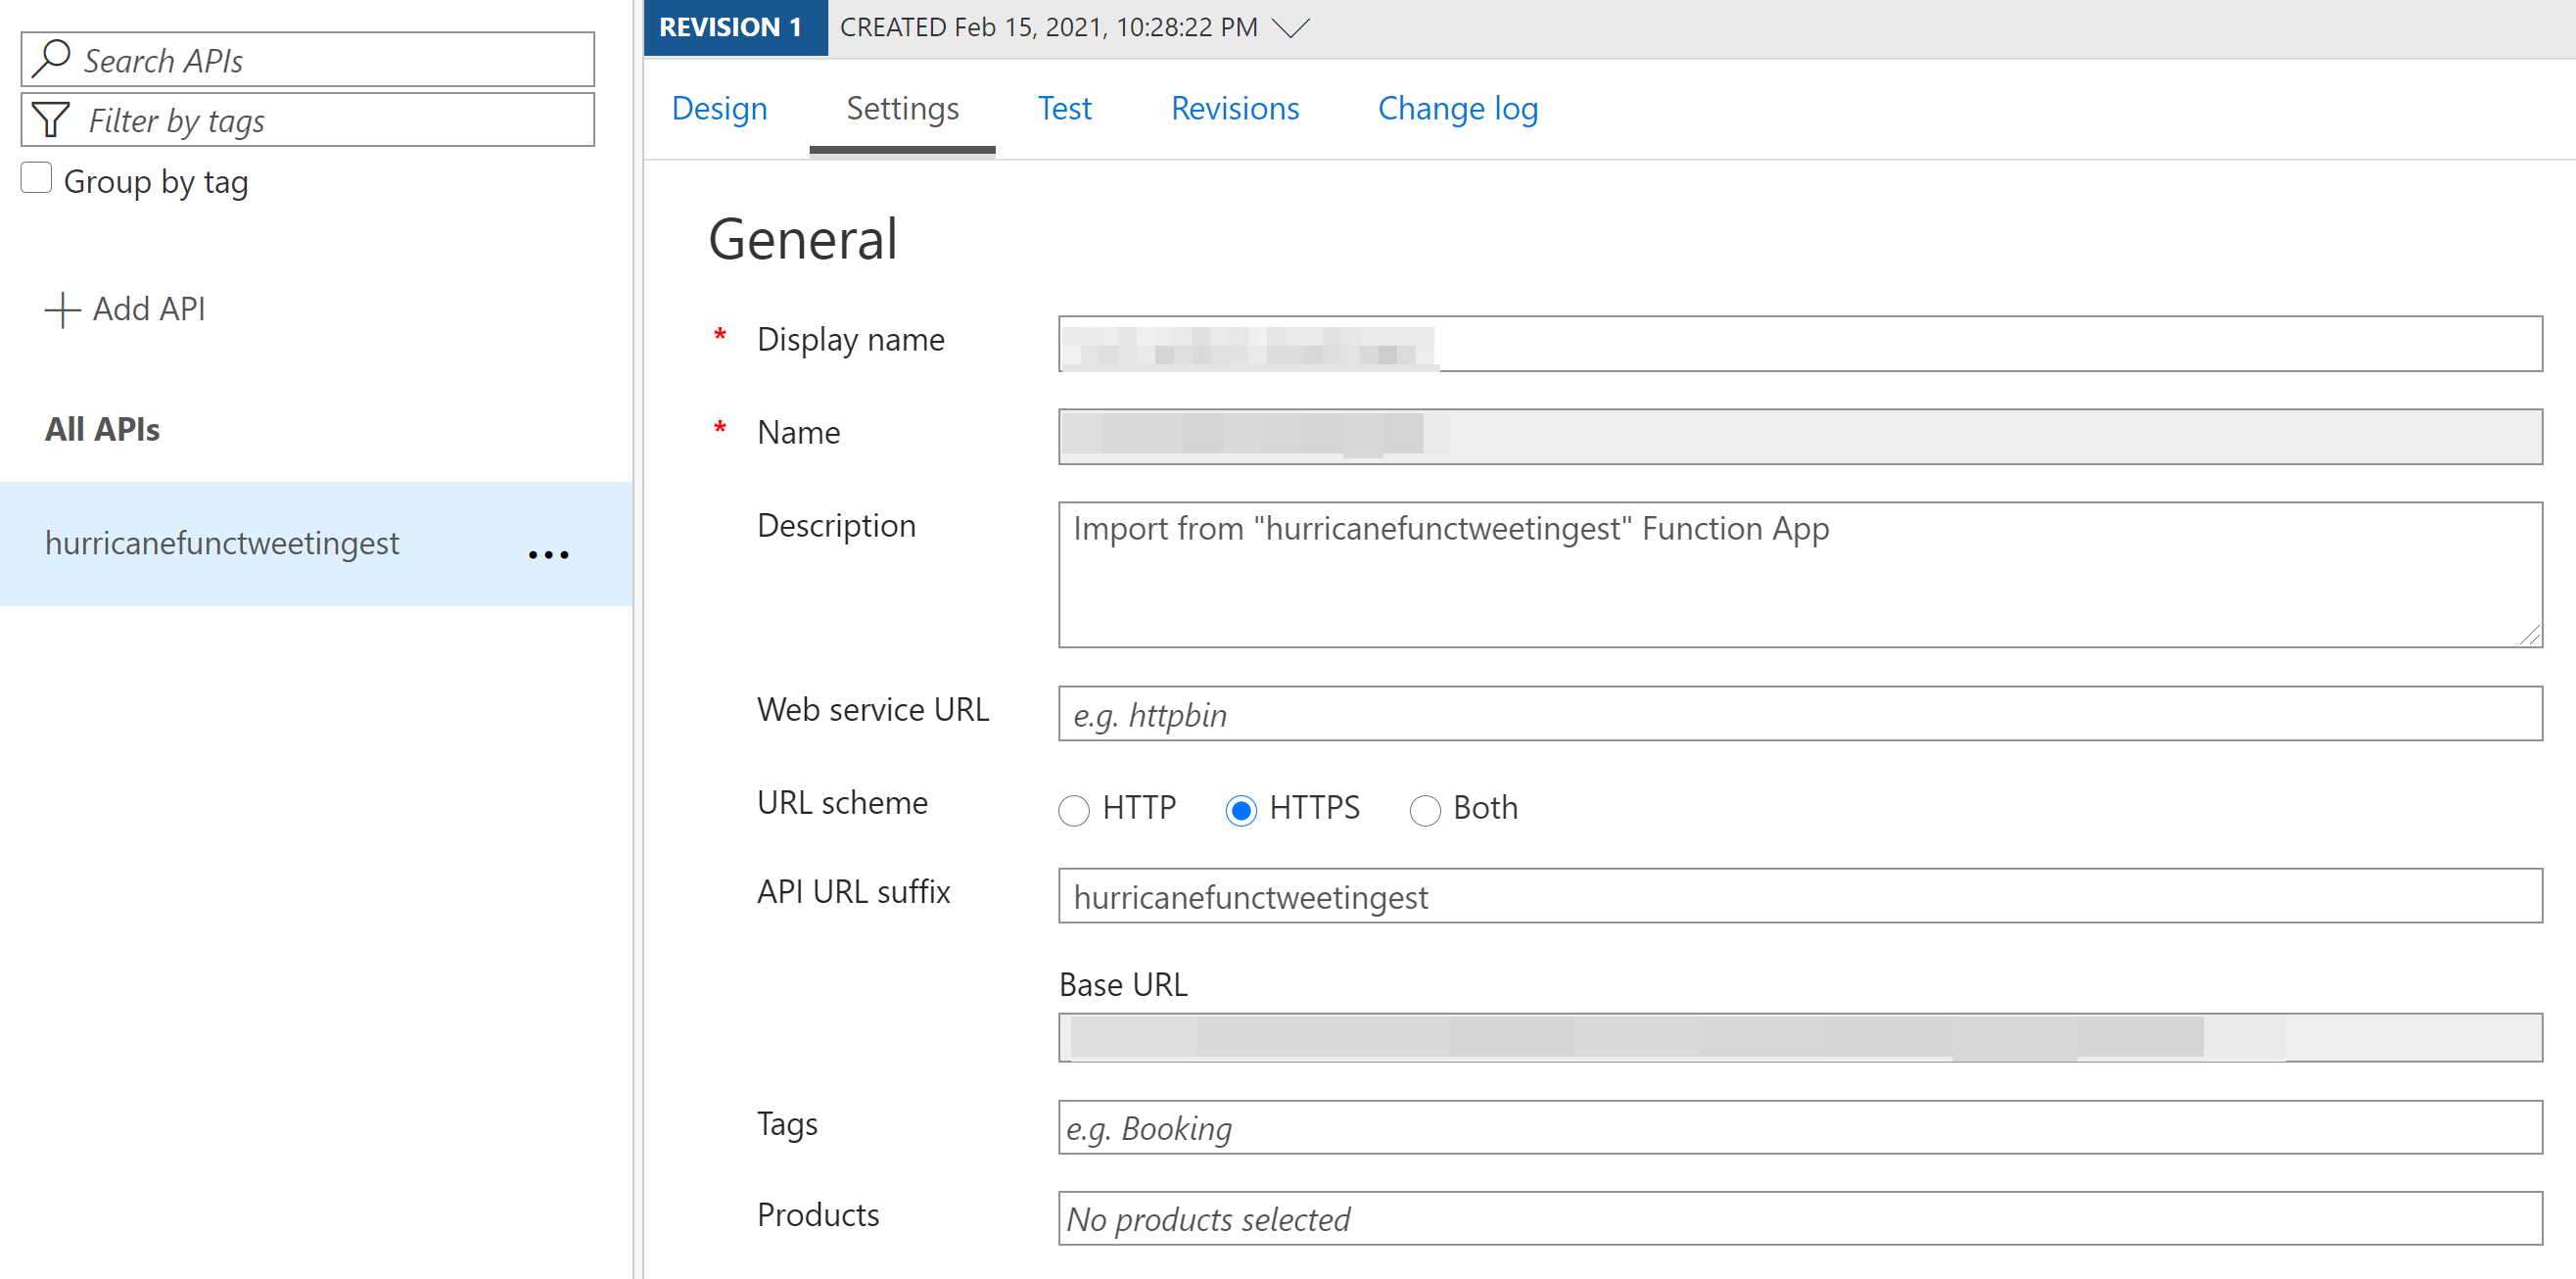 Search APIs
Filter by tags
Group by tag
Add API
All APIs
hurricanefunctweetingest
REVISION 1 CREATED Feb 15, 2021, 10:28:22 PM
Design Settings Test Revisions Change log
General
* Display name
* Name
Description Import from "hurricanefunctweetingest" Function App
Web service URL e.g. httpbin
URL scheme HTTP HTTPS Both
API URL suffix hurricanefunctweetingest
Base URL
Tags e.g. Booking
Products No products selected